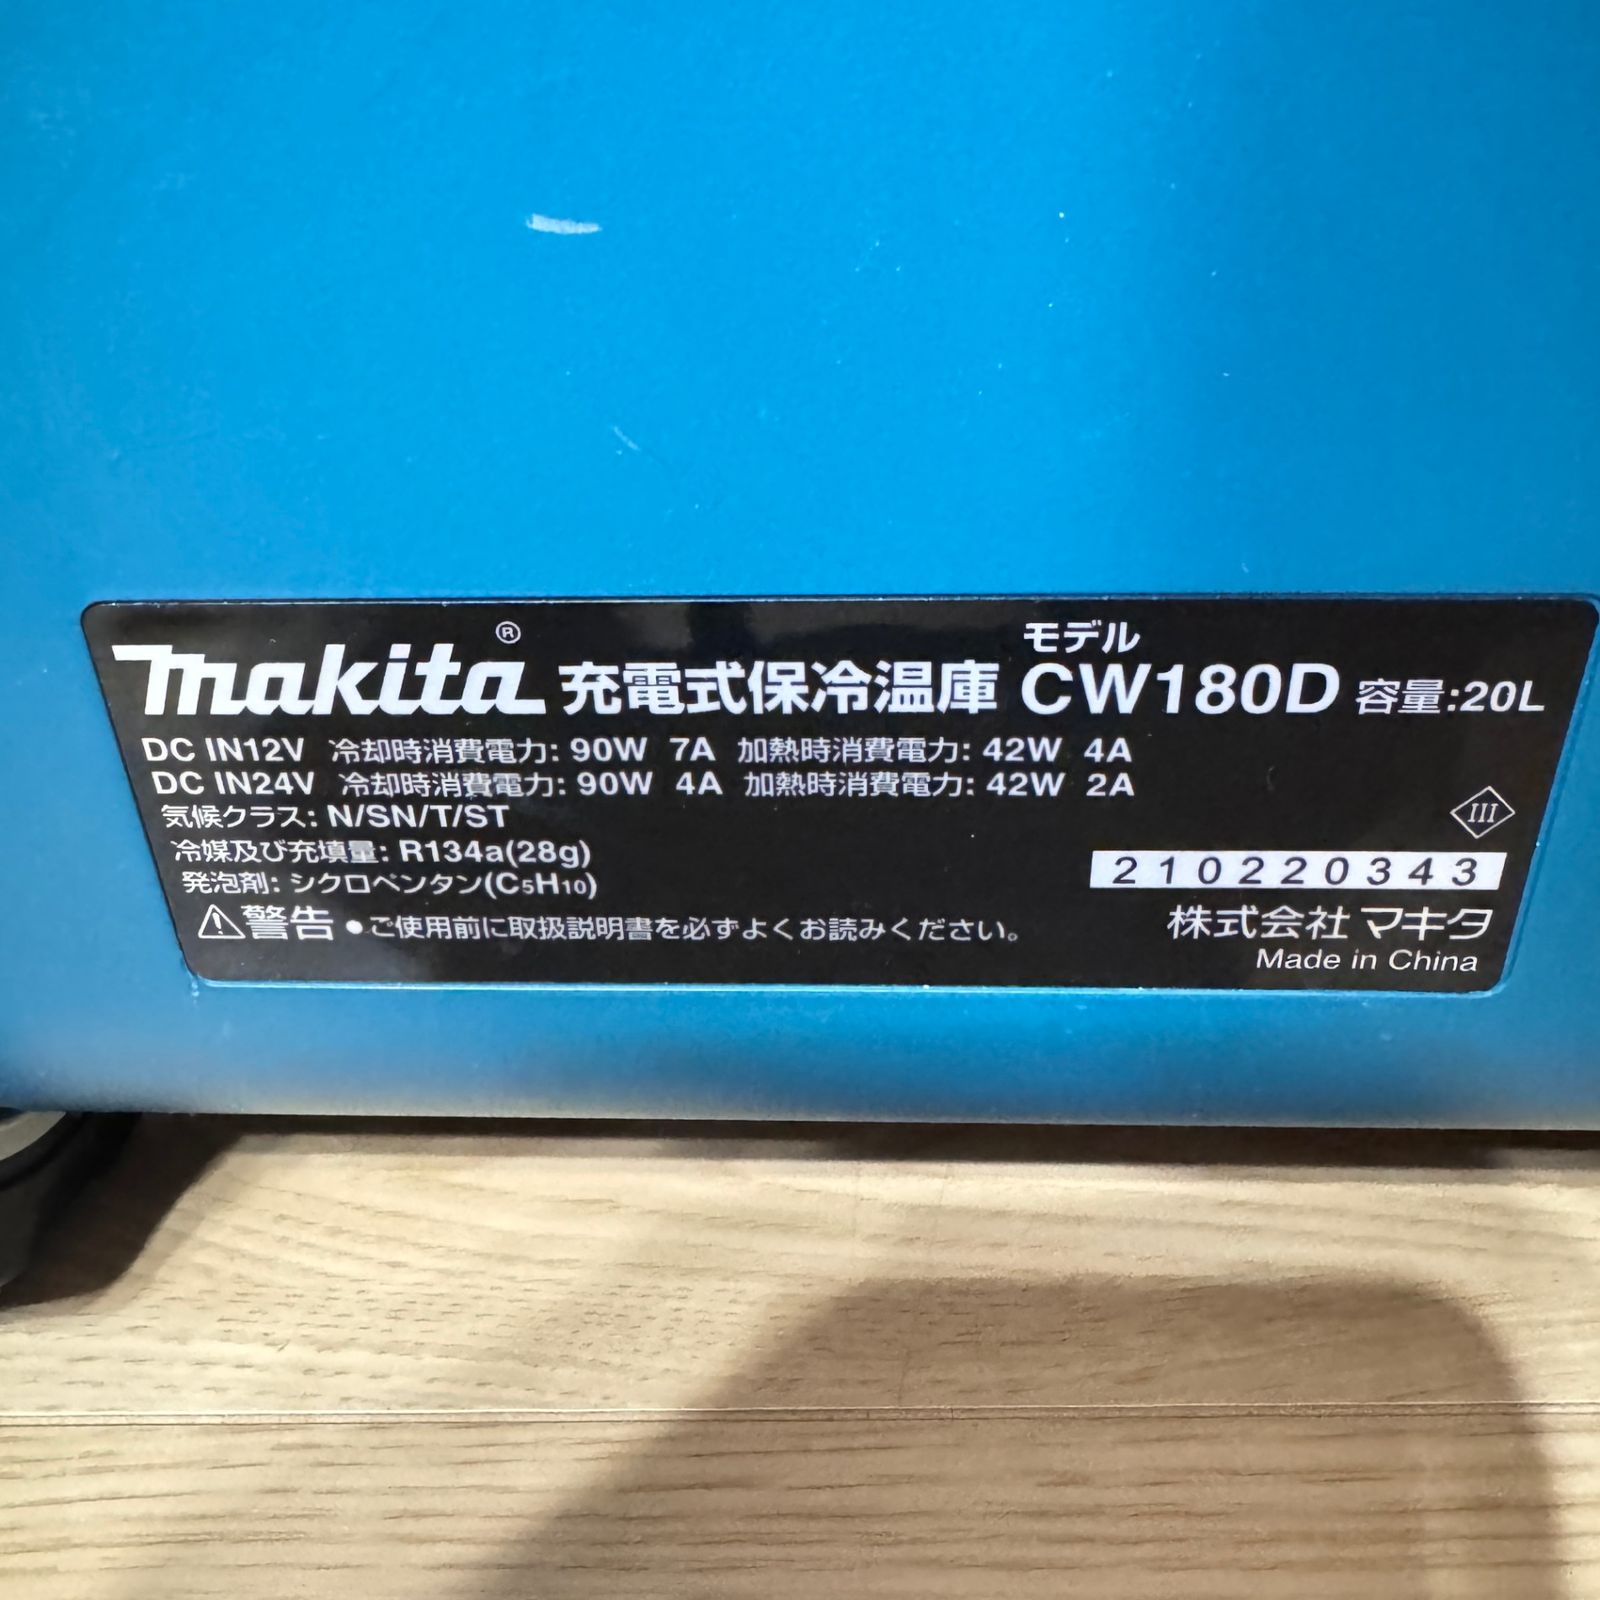 makita® 充電式保冷温庫 モデル CW180D 容量:20L
DC IN12V 冷却時消費電力: 90W 7A 加熱時消費電力: 42W 4A
DC IN24V 冷却時消費電力: 90W 4A 加熱時消費電力: 42W 2A
気候クラス: N/SN/T/ST
III
冷媒及び充填量: R134a(28g)
210220343
発泡剤: シクロペンタン(C5H10)
⚠警告 ●ご使用前に取扱説明書を必ずよくお読みください。
株式会社 マキタ
Made in China